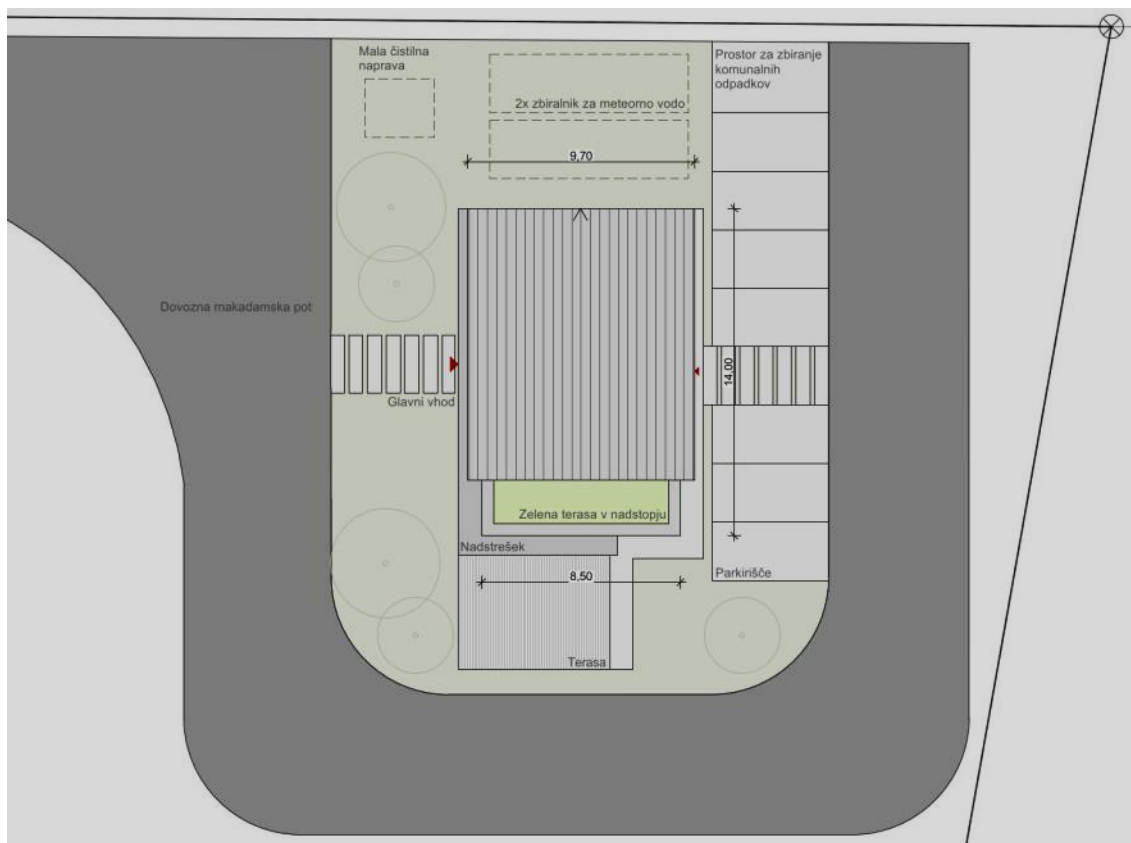 Mala čistilna
naprava
2x zbiralnik za meteorno vodo
Prostor za zbiranje
komunalnih
odpadkov
9,70
Dovozna makadamska pot
14,00
Glavni vhod
Zelena terasa v nadstopju
Nadstrešek
8,50
Parkirišče
Terasa